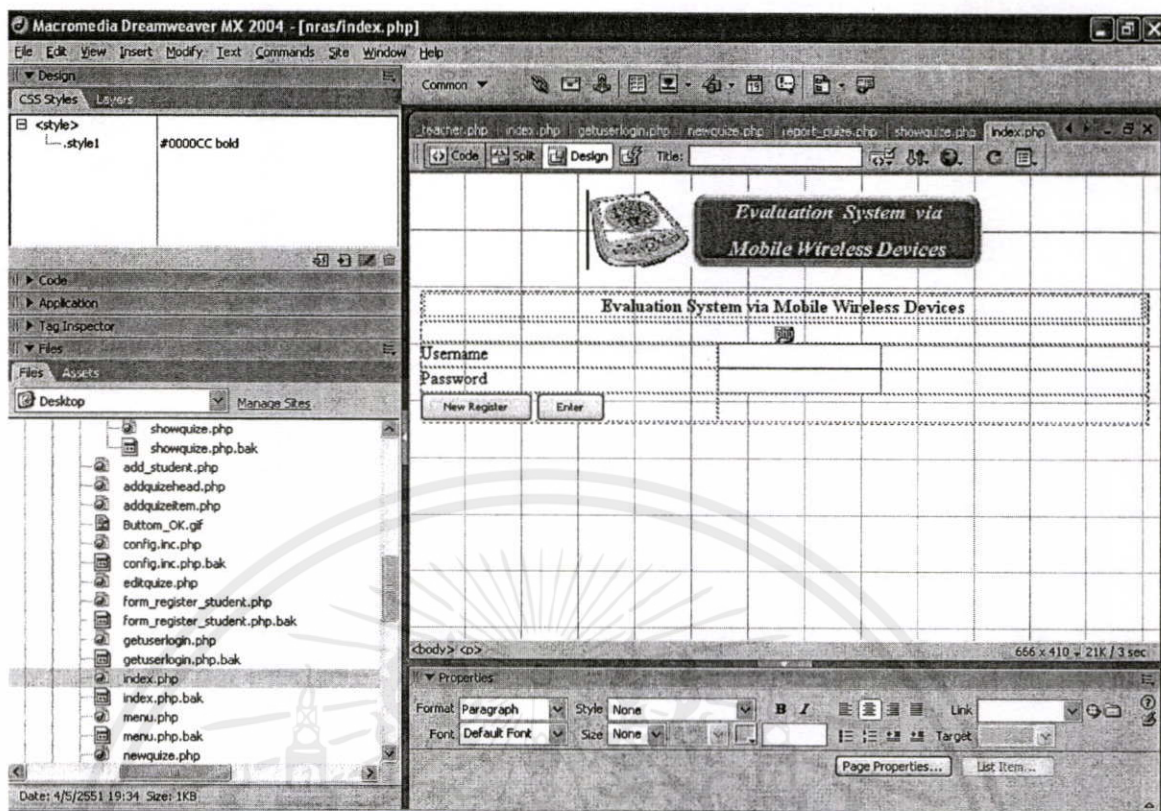 Macromedia Dreamweaver MX 2004 - [nras/index.php]
File Edit View Insert Modify Text Commands Site Window Help
Design
CSS Styles Layers
<style>
.style1 #0000CC bold
Code
Application
Tag Inspector
Files
Files Assets
Desktop Manage Sites
showquize.php
showquize.php.bak
add_student.php
addquizehead.php
addquizeitem.php
Buttom_OK.gif
config.inc.php
config.inc.php.bak
editquize.php
form_register_student.php
form_register_student.php.bak
getuserlogin.php
getuserlogin.php.bak
index.php
index.php.bak
menu.php
menu.php.bak
newquize.php
Date: 4/5/2551 19:34 Size: 1KB
Common
_teacher.php index.php getuserlogin.php newquize.php report_quize.php showquize.php index.php
Code Split Design Title:
Evaluation System via
Mobile Wireless Devices
Evaluation System via Mobile Wireless Devices
Username
Password
New Register Enter
<body> <p> 666 x 410 21K / 3 sec
Properties
Format Paragraph Style None B I Link
Font Default Font Size None Target
Page Properties... List Item...